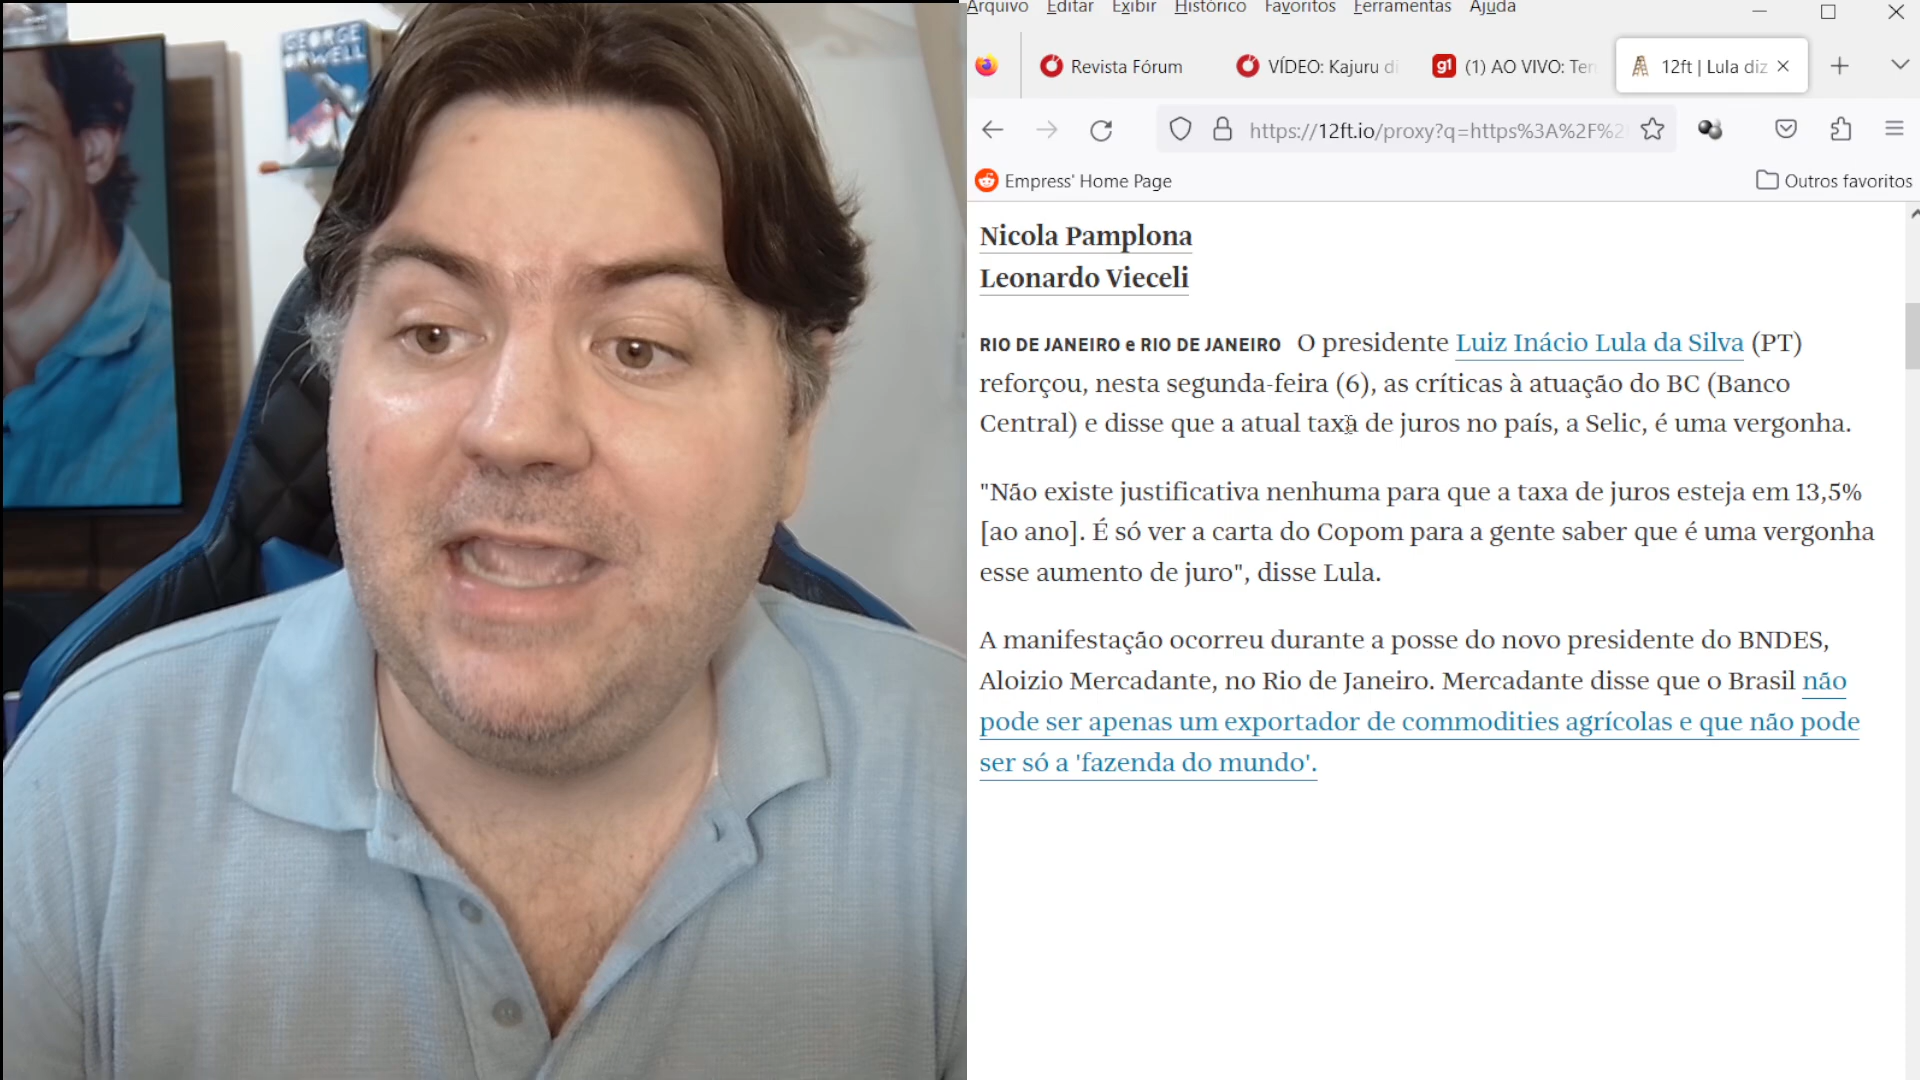 GEORGE
ORWELL
Arquivo Editar Exibir Histórico Favoritos Ferramentas Ajuda
Revista Fórum
VÍDEO: Kajuru di
g1 (1) AO VIVO: Ter
12ft | Lula diz
https://12ft.io/proxy?q=https%3A%2F%2
Empress' Home Page
Outros favoritos
Nicola Pamplona
Leonardo Vieceli
RIO DE JANEIRO e RIO DE JANEIRO O presidente Luiz Inácio Lula da Silva (PT)
reforçou, nesta segunda-feira (6), as críticas à atuação do BC (Banco
Central) e disse que a atual taxa de juros no país, a Selic, é uma vergonha.
"Não existe justificativa nenhuma para que a taxa de juros esteja em 13,5%
[ao ano]. É só ver a carta do Copom para a gente saber que é uma vergonha
esse aumento de juro", disse Lula.
A manifestação ocorreu durante a posse do novo presidente do BNDES,
Aloizio Mercadante, no Rio de Janeiro. Mercadante disse que o Brasil não
pode ser apenas um exportador de commodities agrícolas e que não pode
ser só a 'fazenda do mundo'.